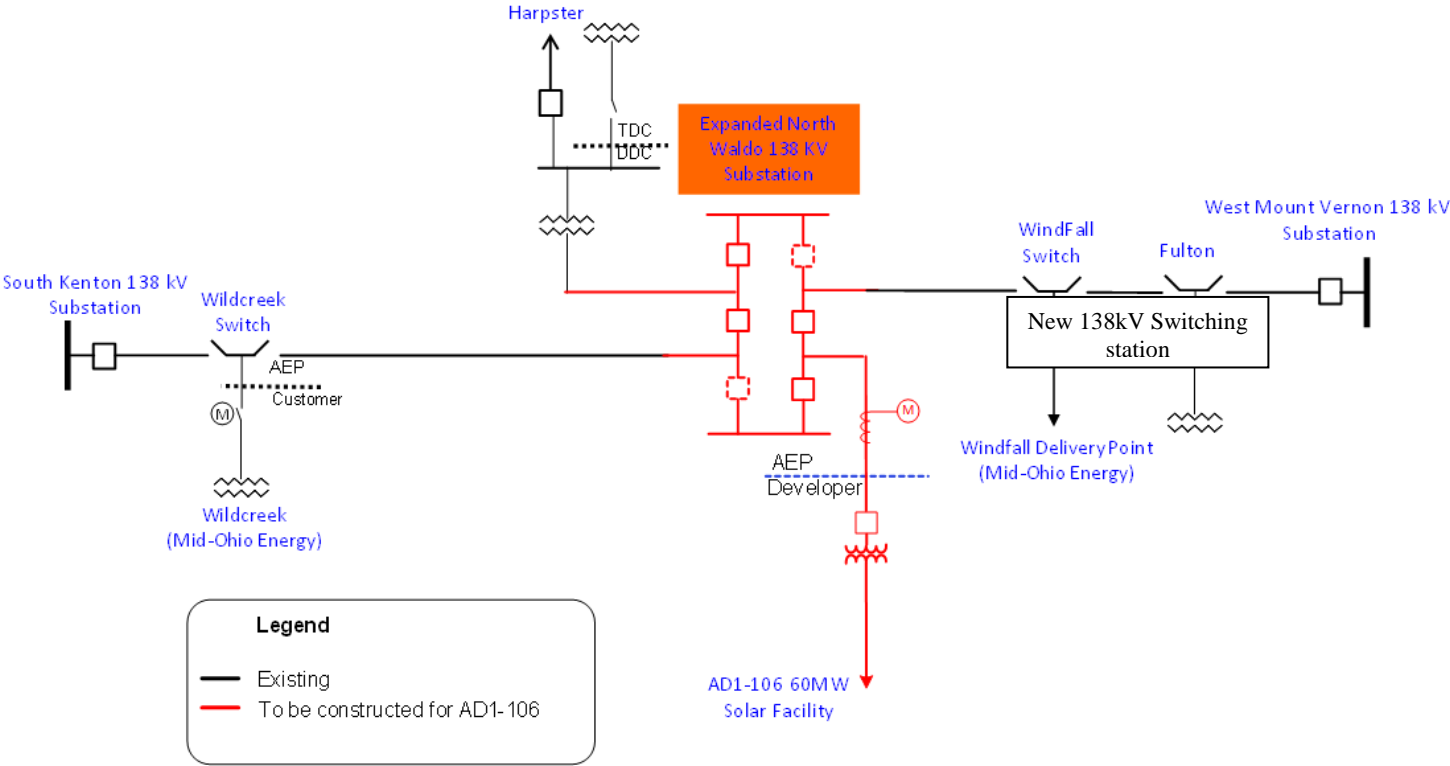 Harpster
TDC
DDC
Expanded North
Waldo 138 KV
Substation
West Mount Vernon 138 kV
Substation
WindFall
Switch
Fulton
South Kenton 138 kV
Substation
Wildcreek
Switch
New 138kV Switching
station
AEP
Customer
M
M
Windfall Delivery Point
(Mid-Ohio Energy)
AEP
Developer
Wildcreek
(Mid-Ohio Energy)
Legend
Existing
To be constructed for AD1-106
AD1-106 60MW
Solar Facility